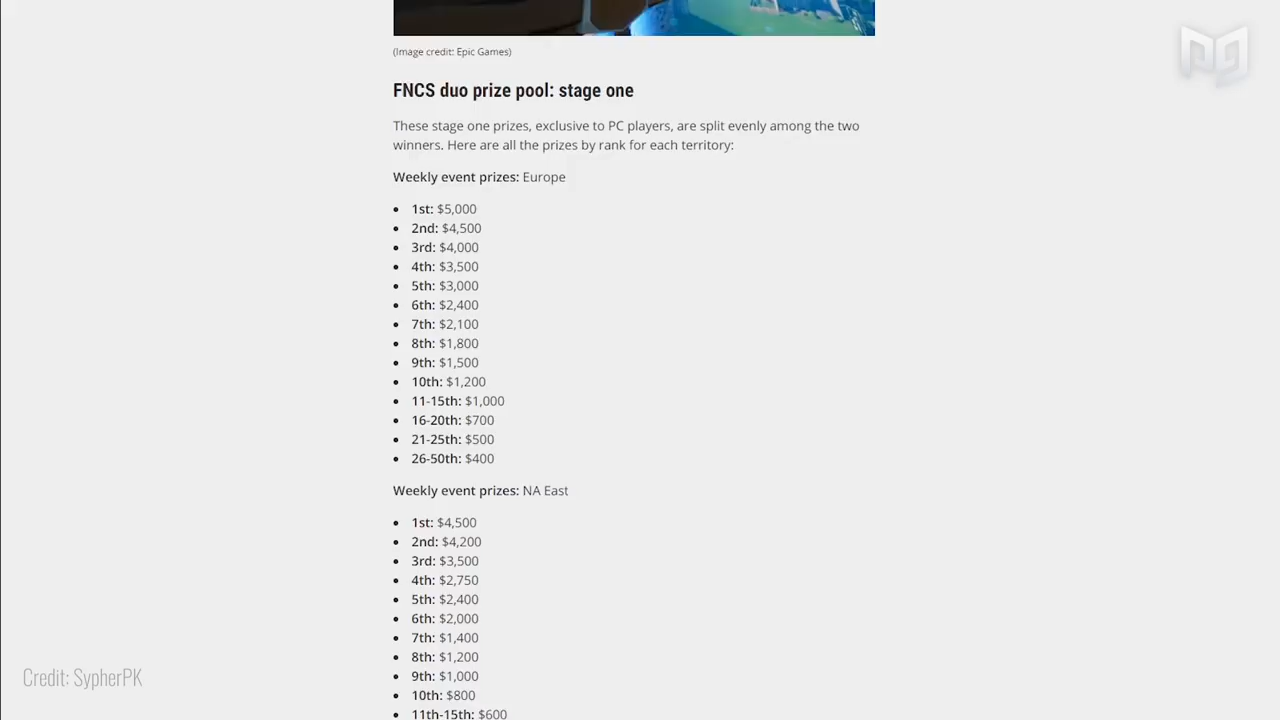 (Image credit: Epic Games)
FNCS duo prize pool: stage one
These stage one prizes, exclusive to PC players, are split evenly among the two
winners. Here are all the prizes by rank for each territory:
Weekly event prizes: Europe
• 1st: $5,000
• 2nd: $4,500
• 3rd: $4,000
• 4th: $3,500
• 5th: $3,000
• 6th: $2,400
• 7th: $2,100
• 8th: $1,800
• 9th: $1,500
• 10th: $1,200
• 11-15th: $1,000
• 16-20th: $700
• 21-25th: $500
• 26-50th: $400
Weekly event prizes: NA East
• 1st: $4,500
• 2nd: $4,200
• 3rd: $3,500
• 4th: $2,750
• 5th: $2,400
• 6th: $2,000
• 7th: $1,400
• 8th: $1,200
• 9th: $1,000
• 10th: $800
• 11th-15th: $600
Credit: SypherPK